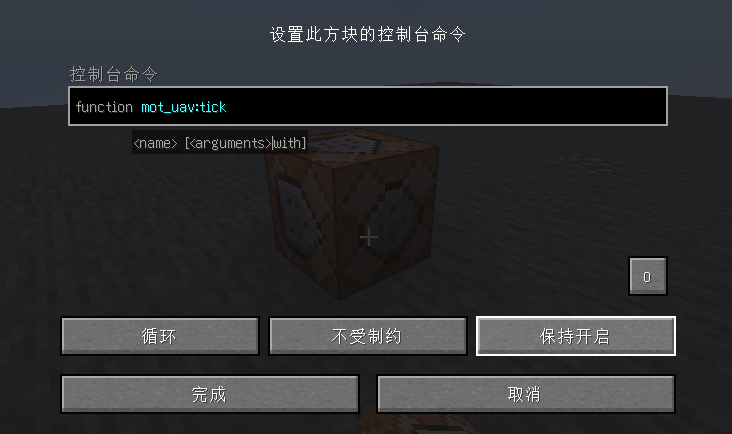 设置此方块的控制台命令
控制台命令
function mot_uav:tick
<name> [<arguments>|with]
0
循环 不受制约 保持开启
完成 取消